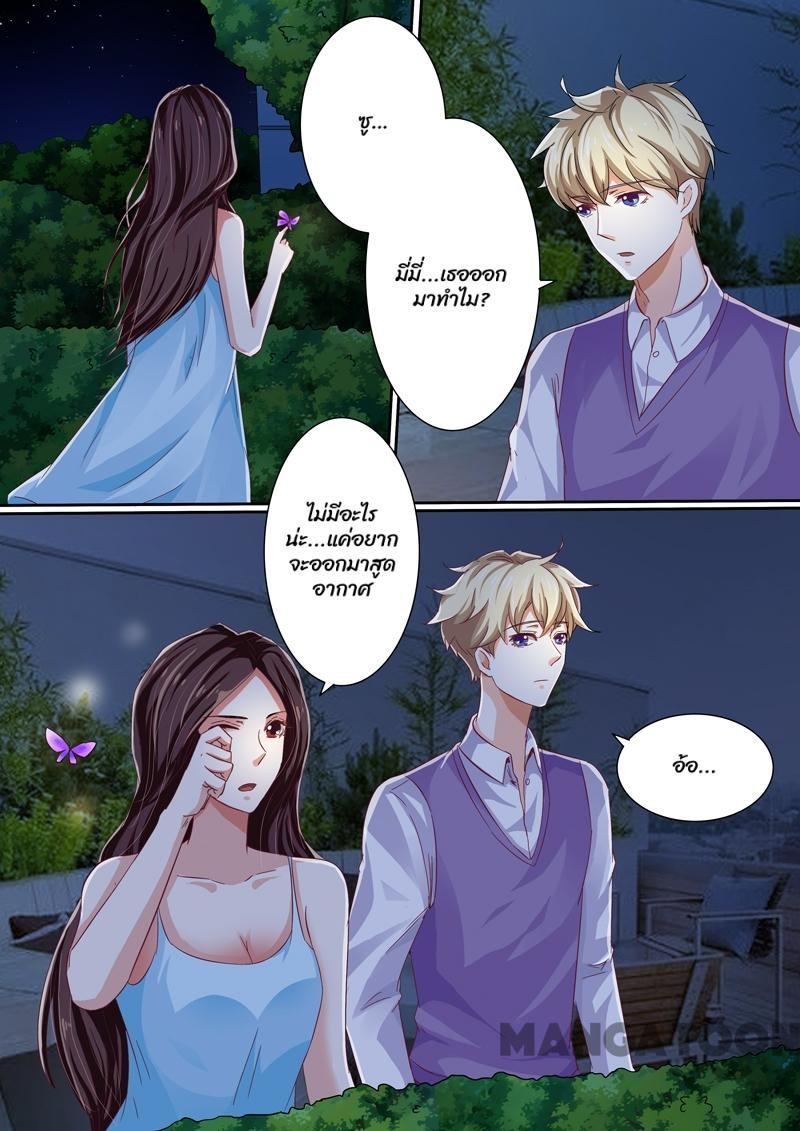 ซู...
มี่มี่...เธอออก
มาทำไม?
ไม่มีอะไร
น่ะ...แค่อยาก
จะออกมาสูด
อากาศ
อ้อ...
MANGATOON